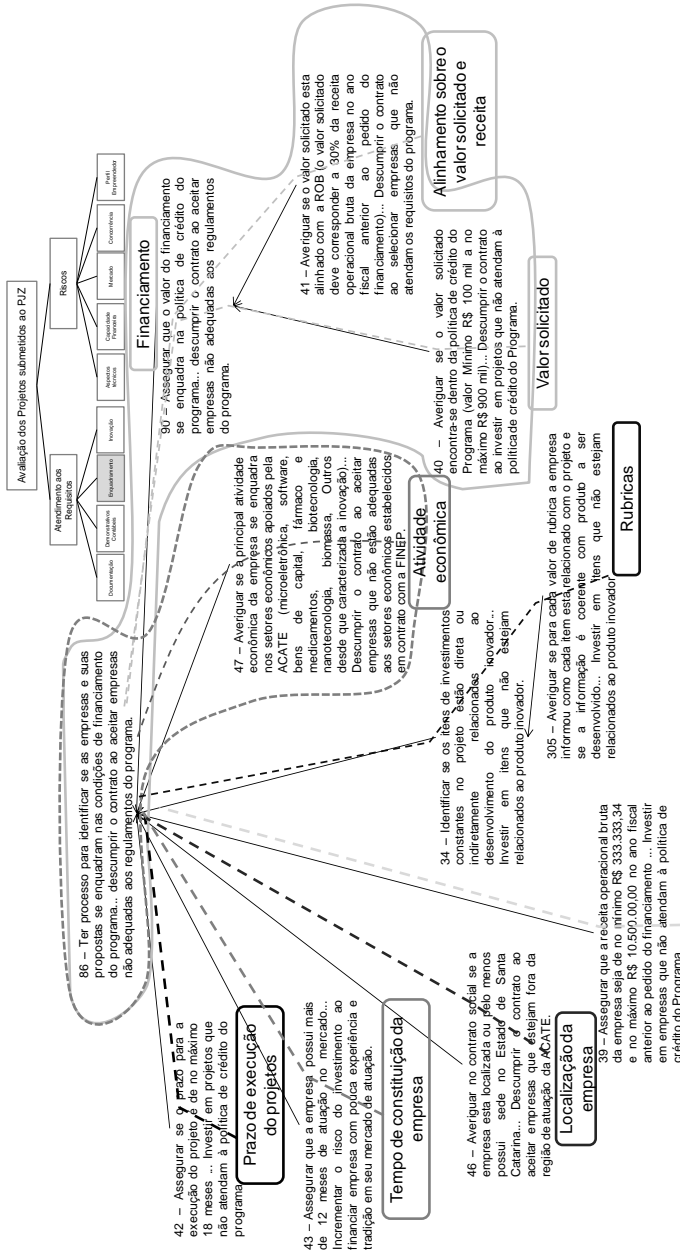 Avaliação dos Projetos submetidos ao PJZ
Atendimento aos
Requisitos
Riscos
Documentação
Demonstrativos
Contábeis
Enquadramento
Inovação
Aspectos
técnicos
Capacidade
Financeira
Mercado
Concorrência
Perfil
Empreendedor
86 – Ter processo para identificar se as empresas e suas
propostas se enquadram nas condições de financiamento
do programa... descumprir o contrato ao aceitar empresas
não adequadas aos regulamentos do programa.
Financiamento
90 – Assegurar que o valor do financiamento
se enquadra na política de crédito do
programa... descumprir o contrato ao aceitar
empresas não adequadas aos regulamentos
do programa.
42 – Assegurar se o prazo para a
execução do projeto é de no máximo
18 meses ... Investir em projetos que
não atendam à política de crédito do
programa
Prazo de execução
do projetos
43 – Assegurar que a empresa possui mais
de 12 meses de atuação no mercado...
Incrementar o risco do investimento ao
financiar empresa com pouca experiência e
tradição em seu mercado de atuação.
Tempo de constituição da
empresa
46 – Averiguar no contrato social se a
empresa esta localizada ou pelo menos
possui sede no Estado de Santa
Catarina... Descumprir o contrato ao
aceitar empresas que estejam fora da
região de atuação da ACATE.
Localização da
empresa
39 – Assegurar que a receita operacional bruta
da empresa seja de no mínimo R$ 333.333,34
e no máximo R$ 10.500.00,00 no ano fiscal
anterior ao pedido do financiamento ... Investir
em empresas que não atendam à política de
crédito do Programa
34 – Identificar se os itens de investimentos
constantes no projeto estão direta ou
indiretamente relacionados ao
desenvolvimento do produto inovador...
Investir em itens que não estejam
relacionados ao produto inovador.
305 – Averiguar se para cada valor de rubrica a empresa
informou como cada item está relacionado com o projeto e
se a informação é coerente com produto a ser
desenvolvido... Investir em itens que não estejam
relacionados ao produto inovador
Rubricas
47 – Averiguar se a principal atividade
econômica da empresa se enquadra
nos setores econômicos apoiados pela
ACATE (microeletrônica, software,
bens de capital, fármaco e
medicamentos, biotecnologia,
nanotecnologia, biomassa, Outros
desde que caracterizada a inovação)...
Descumprir o contrato ao aceitar
empresas que não estão adequadas
aos setores econômicos estabelecidos
em contrato com a FINEP.
Atividade
econômica
40 – Averiguar se o valor solicitado
encontra-se dentro da política de crédito do
Programa (valor Mínimo R$ 100 mil a no
máximo R$ 900 mil)... Descumprir o contrato
ao investir em projetos que não atendam à
política de crédito do Programa.
Valor solicitado
41 – Averiguar se o valor solicitado esta
alinhado com a ROB (o valor solicitado
deve corresponder a 30% da receita
operacional bruta da empresa no ano
fiscal anterior ao pedido do
financiamento)... Descumprir o contrato
ao selecionar empresas que não
atendam os requisitos do programa.
Alinhamento sobre o
valor solicitado e
receita